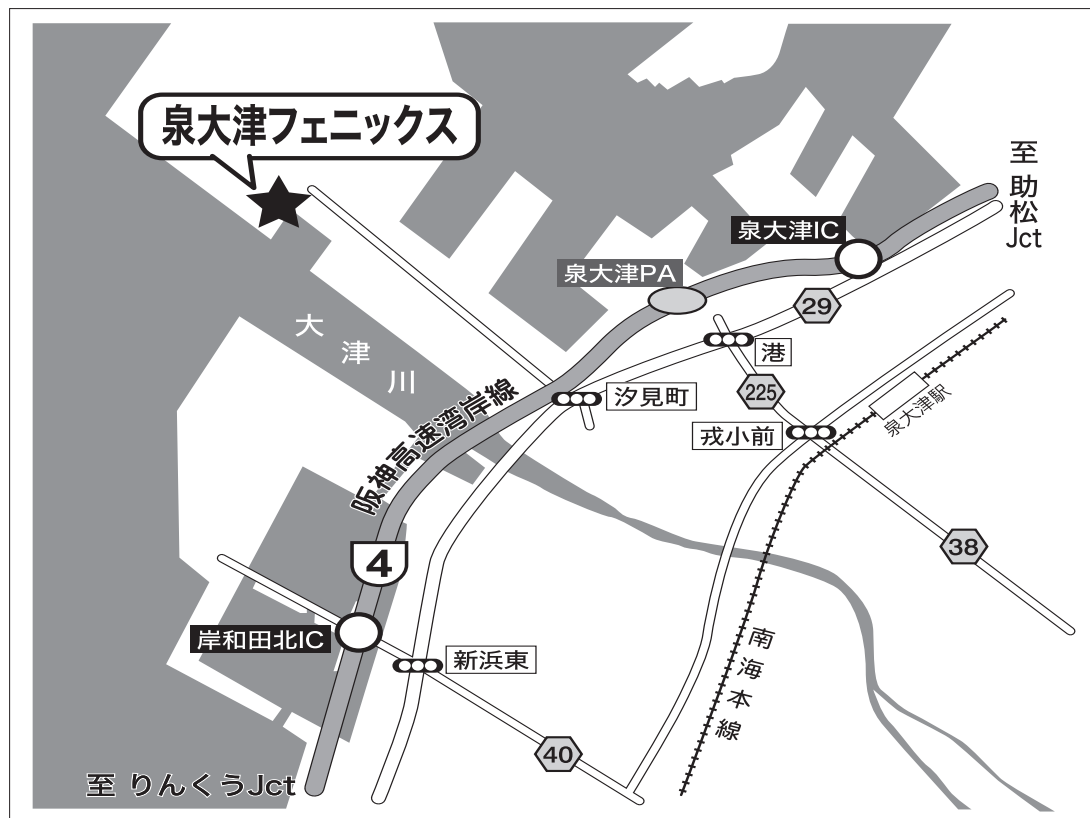 泉大津フェニックス
至 助松Jct
泉大津IC
泉大津PA
29
大津川
港
阪神高速湾岸線
汐見町
225
戎小前
泉大津駅
4
38
岸和田北IC
新浜東
南海本線
40
至 りんくうJct